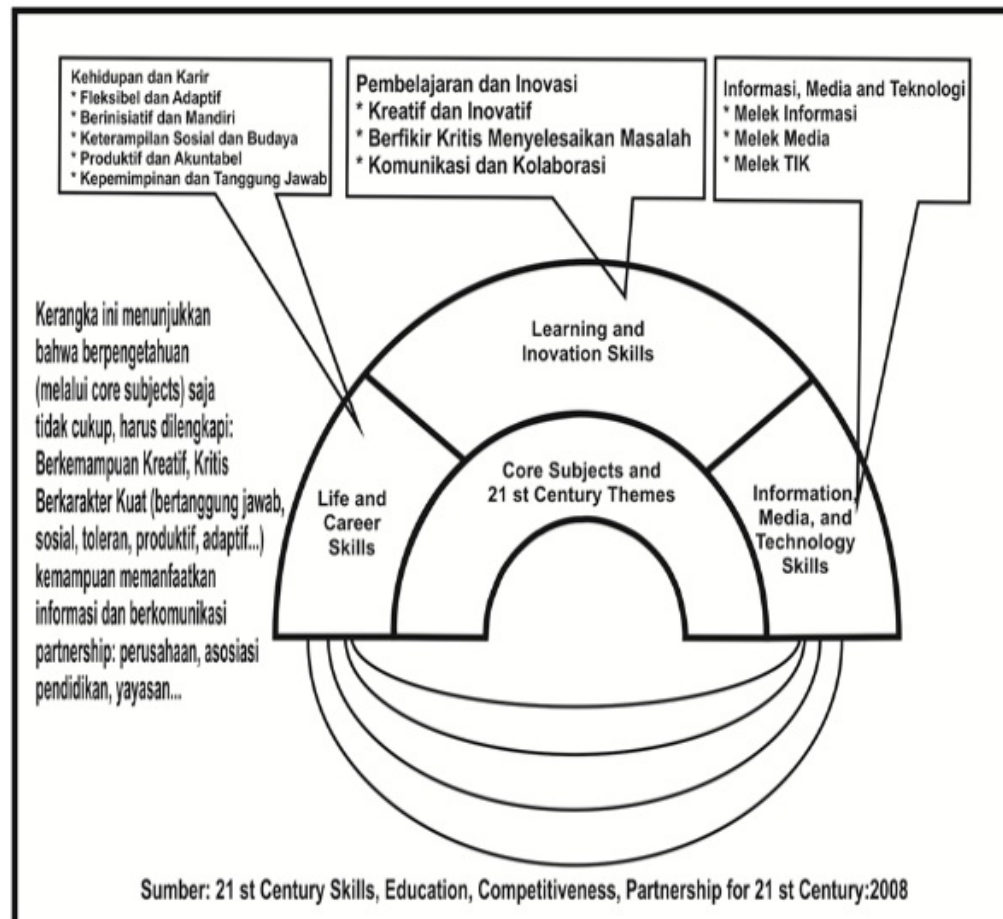 Kehidupan dan Karir
* Fleksibel dan Adaptif
* Berinisiatif dan Mandiri
* Keterampilan Sosial dan Budaya
* Produktif dan Akuntabel
* Kepemimpinan dan Tanggung Jawab
Pembelajaran dan Inovasi
* Kreatif dan Inovatif
* Berfikir Kritis Menyelesaikan Masalah
* Komunikasi dan Kolaborasi
Informasi, Media and Teknologi
* Melek Informasi
* Melek Media
* Melek TIK
Kerangka ini menunjukkan
bahwa berpengetahuan
(melalui core subjects) saja
tidak cukup, harus dilengkapi:
Berkemampuan Kreatif, Kritis
Berkarakter Kuat (bertanggung jawab,
sosial, toleran, produktif, adaptif...)
kemampuan memanfaatkan
informasi dan berkomunikasi
partnership: perusahaan, asosiasi
pendidikan, yayasan...
Learning and
Inovation Skills
Core Subjects and
21 st Century Themes
Life and
Career
Skills
Information,
Media, and
Technology
Skills
Sumber: 21 st Century Skills, Education, Competitiveness, Partnership for 21 st Century:2008